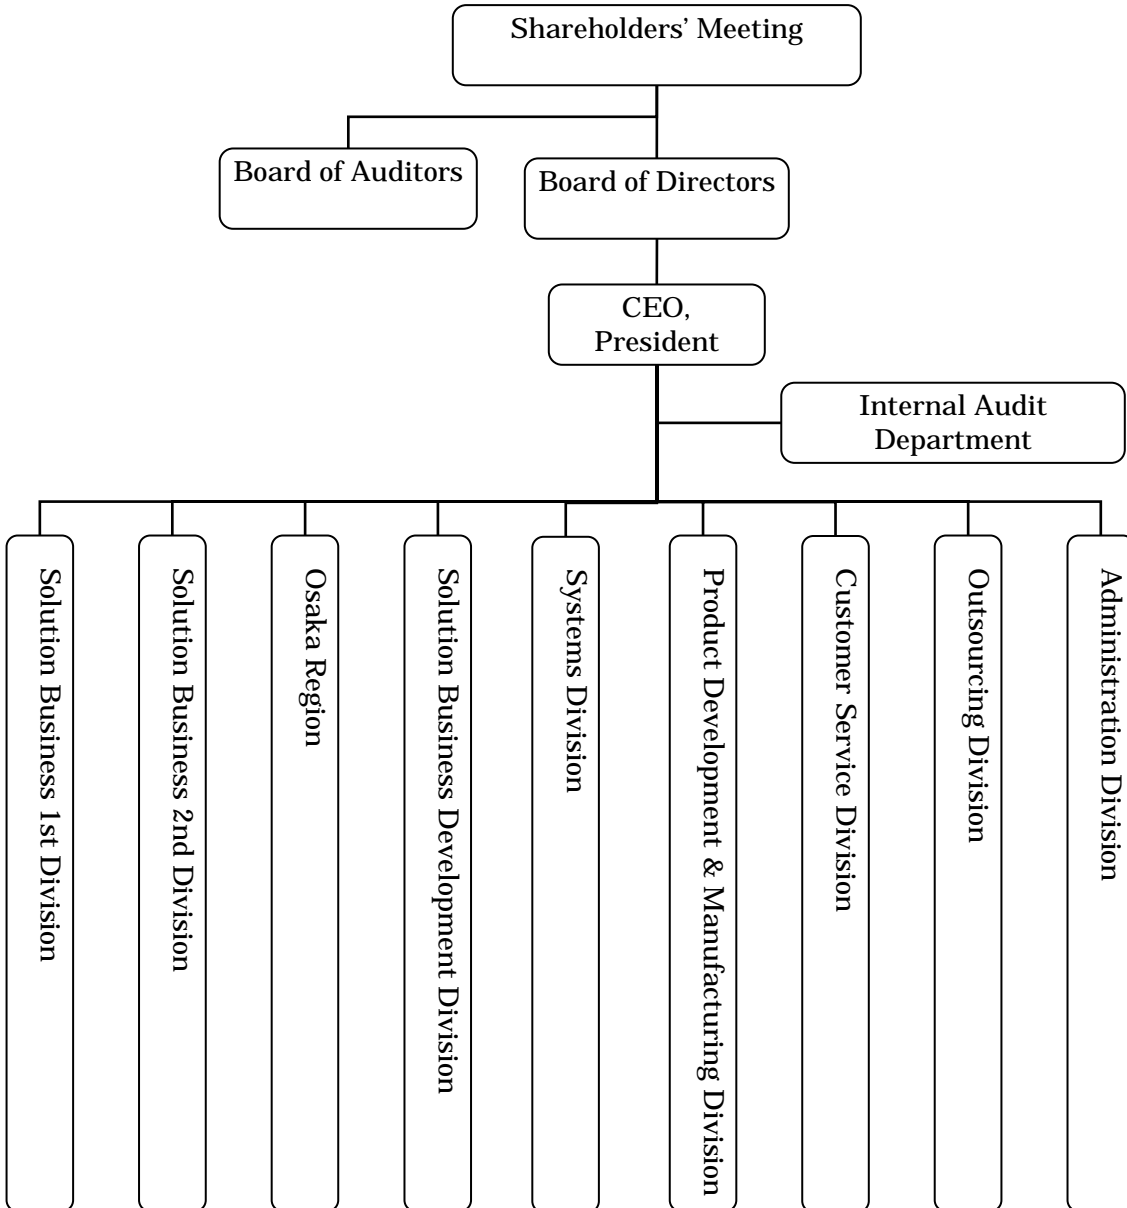 Shareholders’ Meeting
Board of Auditors
Board of Directors
CEO,
President
Internal Audit
Department
Solution Business 1st Division
Solution Business 2nd Division
Osaka Region
Solution Business Development Division
Systems Division
Product Development & Manufacturing Division
Customer Service Division
Outsourcing Division
Administration Division